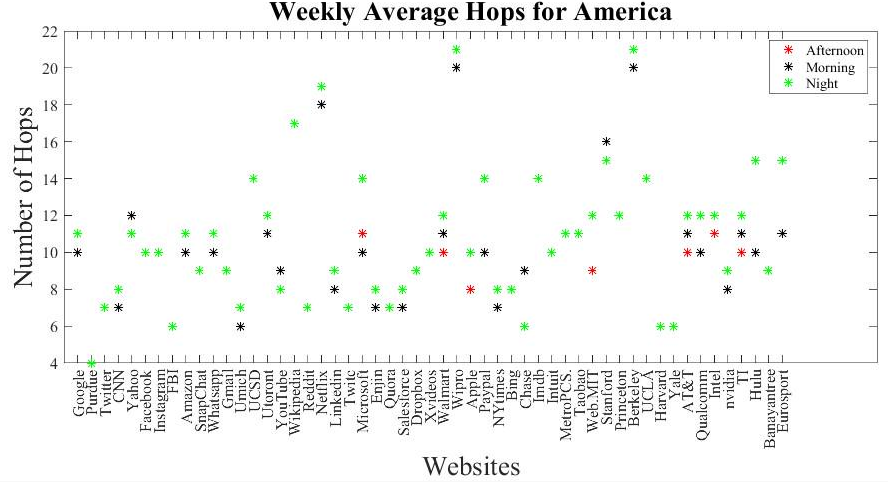 Weekly Average Hops for America
22
20
18
16
14
12
10
8
6
4
Number of Hops
Afternoon
Morning
Night
Google
Purdue
Twitter
CNN
Yahoo
Facebook
Instagram
FBI
Amazon
SnapChat
Whatsapp
Gmail
Umich
UCSD
Utoront
YouTube
Wikipedia
Reddit
Netflix
Linkedin
Twitc
Microsoft
Enjin
Quora
Salesforce
Dropbox
Xvideos
Walmart
Wipro
Apple
Paypal
NYtumes
Bing
Chase
Imdb
Intuit
MetroPCS.
Taobao
Web.MIT
Stanford
Princeton
Berkeley
UCLA
Harvard
Yale
AT&T
Qualcomm
Intel
nvidia
TI
Hulu
Banayantree
Eurosport
Websites